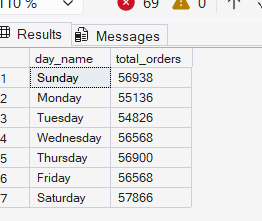 110 % 69 0
Results Messages
day_name total_orders
1 Sunday 56938
2 Monday 55136
3 Tuesday 54826
4 Wednesday 56568
5 Thursday 56900
6 Friday 56568
7 Saturday 57866